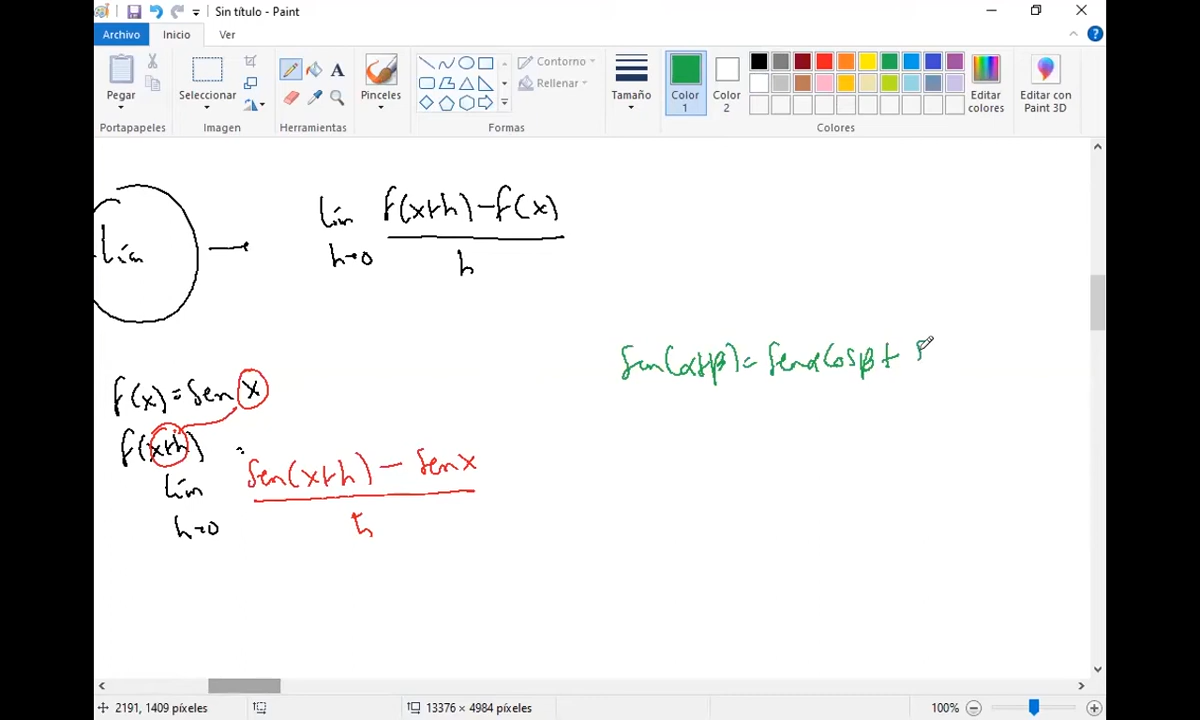 Sin título - Paint
Archivo Inicio Ver
Pegar
Seleccionar
A
Pinceles
Contorno
Rellenar
Tamaño
Color 1
Color 2
Editar colores
Editar con Paint 3D
Portapapeles Imagen Herramientas Formas Colores
lím
lím f(x+h)-f(x)
h→0 h
Sen(α+β)=Senα Cosβ+ S
f(x)=Sen x
f(x+h)
lím Sen(x+h) - Senx
h→0 h
2191, 1409 píxeles 13376 × 4984 píxeles 100%